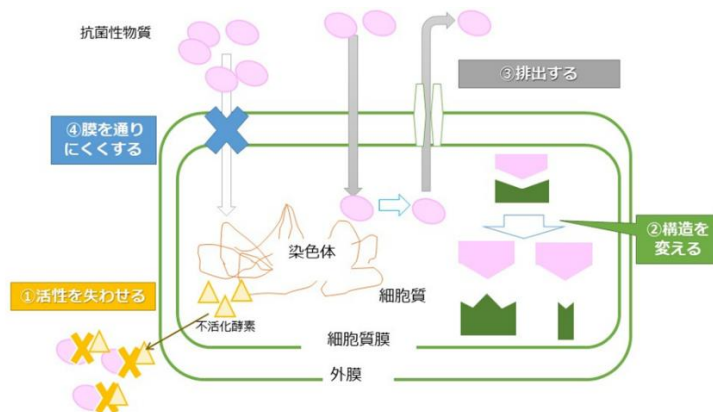 抗菌性物質
③排出する
④膜を通り
にくくする
②構造を
変える
染色体
①活性を失わせる
細胞質
不活化酵素
細胞質膜
外膜